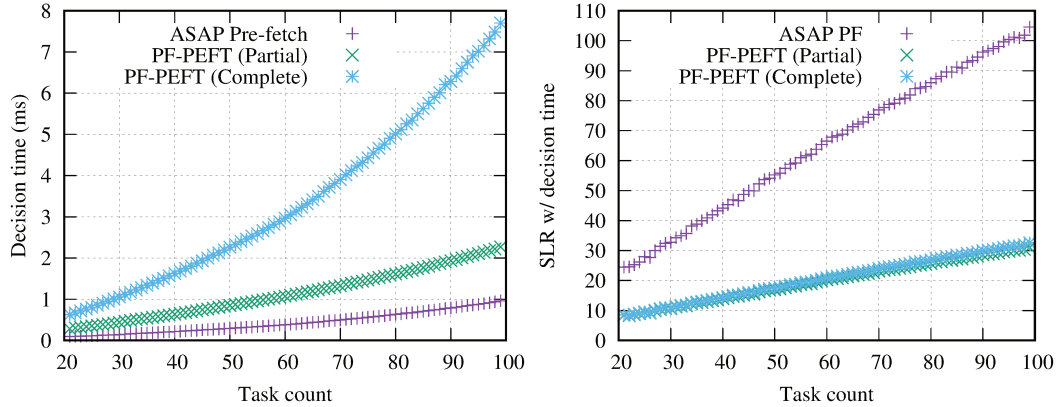 8
7
6
5
4
3
2
1
0
Decision time (ms)
ASAP Pre-fetch
PF-PEFT (Partial)
PF-PEFT (Complete)
20 30 40 50 60 70 80 90 100
Task count
110
100
90
80
70
60
50
40
30
20
10
0
SLR w/ decision time
ASAP PF
PF-PEFT (Partial)
PF-PEFT (Complete)
20 30 40 50 60 70 80 90 100
Task count